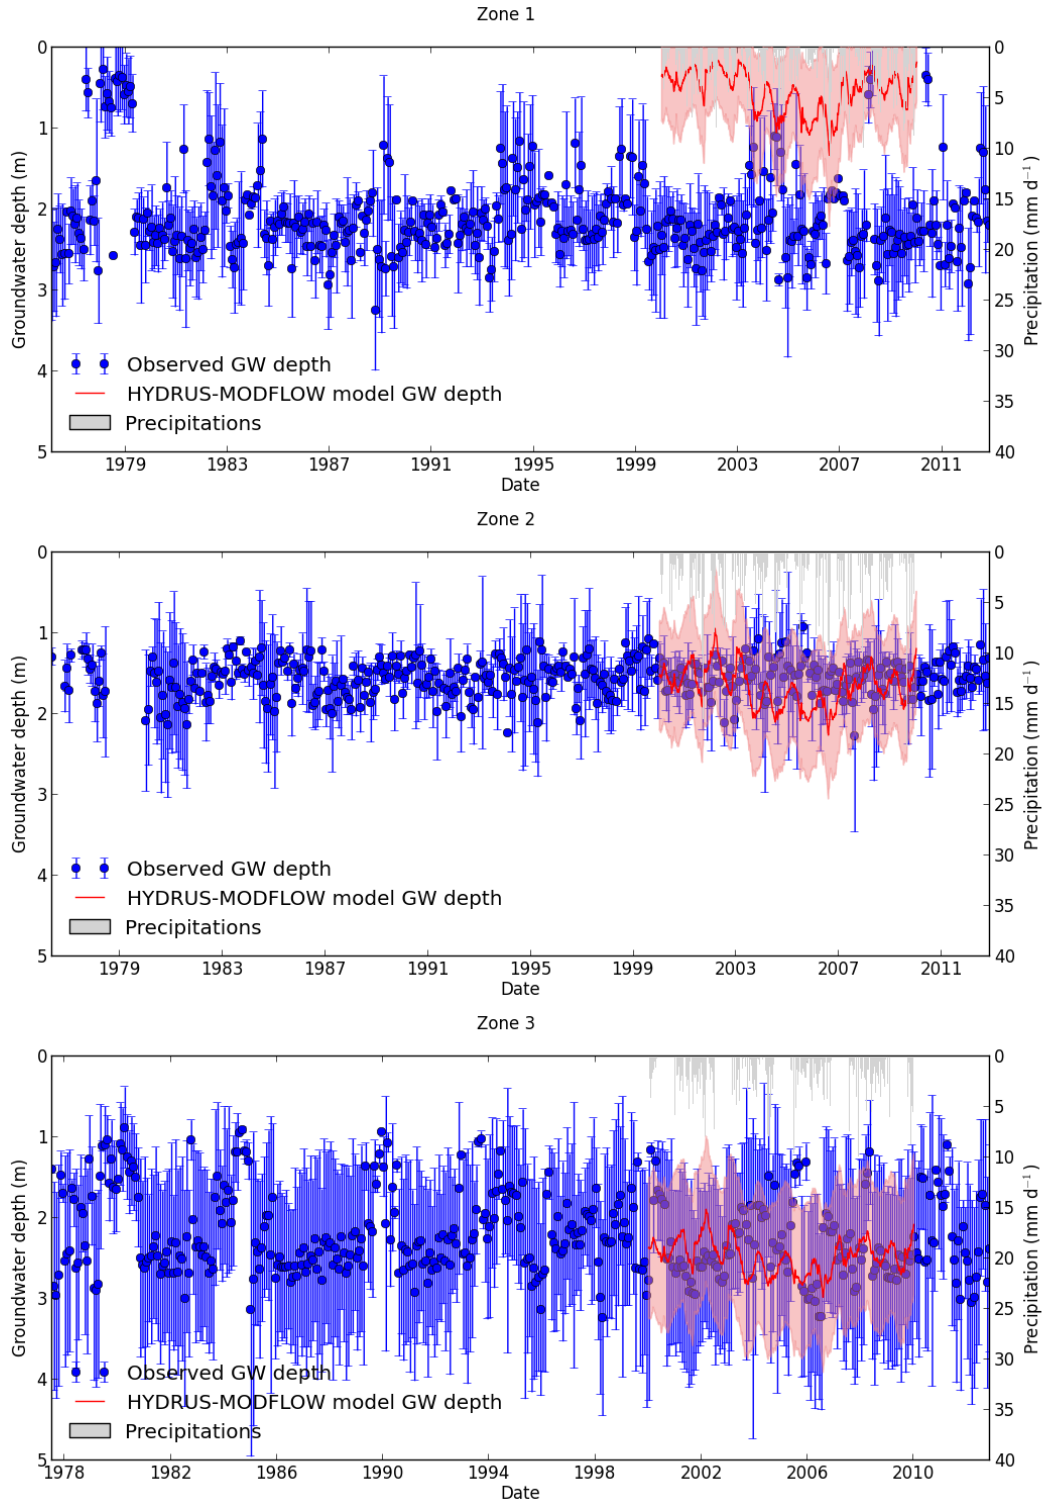 Zone 1
0
1
2
3
4
5
Groundwater depth (m)
0
5
10
15
20
25
30
35
40
Precipitation (mm d⁻¹)
Observed GW depth
HYDRUS-MODFLOW model GW depth
Precipitations
1979 1983 1987 1991 1995 1999 2003 2007 2011
Date
Zone 2
0
1
2
3
4
5
Groundwater depth (m)
0
5
10
15
20
25
30
35
40
Precipitation (mm d⁻¹)
Observed GW depth
HYDRUS-MODFLOW model GW depth
Precipitations
1979 1983 1987 1991 1995 1999 2003 2007 2011
Date
Zone 3
0
1
2
3
4
5
Groundwater depth (m)
0
5
10
15
20
25
30
35
40
Precipitation (mm d⁻¹)
Observed GW depth
HYDRUS-MODFLOW model GW depth
Precipitations
1978 1982 1986 1990 1994 1998 2002 2006 2010
Date